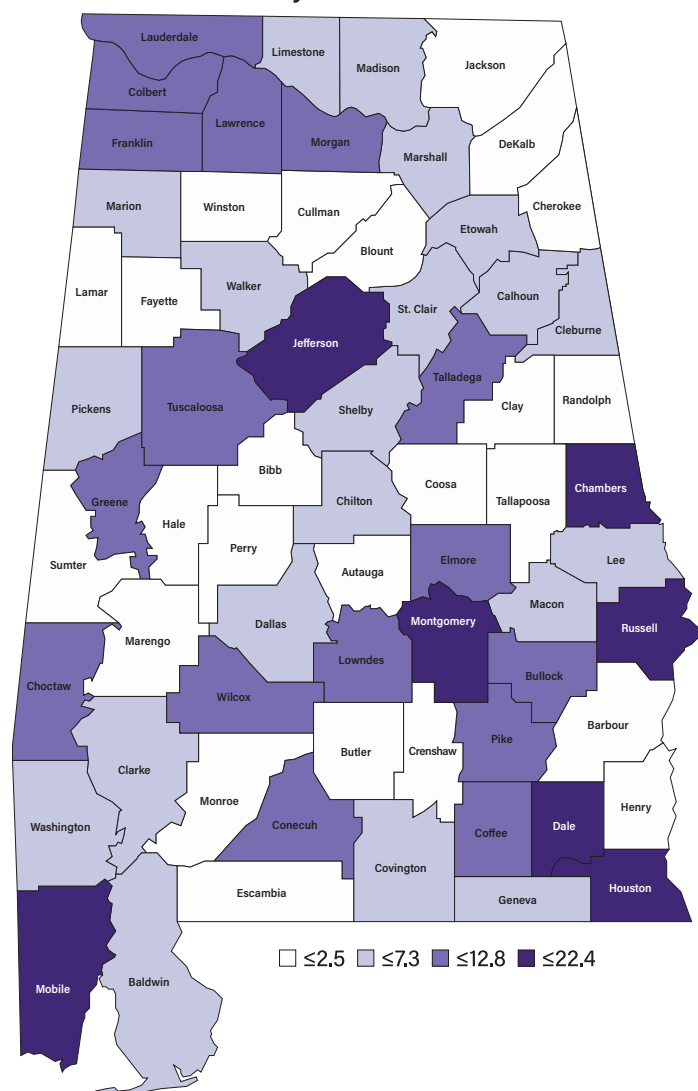 Lauderdale
Limestone
Madison
Jackson
Colbert
Lawrence
Franklin
Morgan
DeKalb
Marshall
Marion
Winston
Cullman
Cherokee
Etowah
Blount
Lamar
Fayette
Walker
Calhoun
St. Clair
Cleburne
Jefferson
Talladega
Randolph
Pickens
Tuscaloosa
Shelby
Clay
Bibb
Coosa
Chambers
Greene
Chilton
Tallapoosa
Hale
Perry
Elmore
Lee
Sumter
Autauga
Macon
Montgomery
Dallas
Russell
Marengo
Lowndes
Bullock
Choctaw
Wilcox
Barbour
Pike
Butler
Crenshaw
Clarke
Monroe
Henry
Washington
Conecuh
Coffee
Dale
Covington
Houston
Escambia
Geneva
≤2.5 ≤7.3 ≤12.8 ≤22.4
Baldwin
Mobile